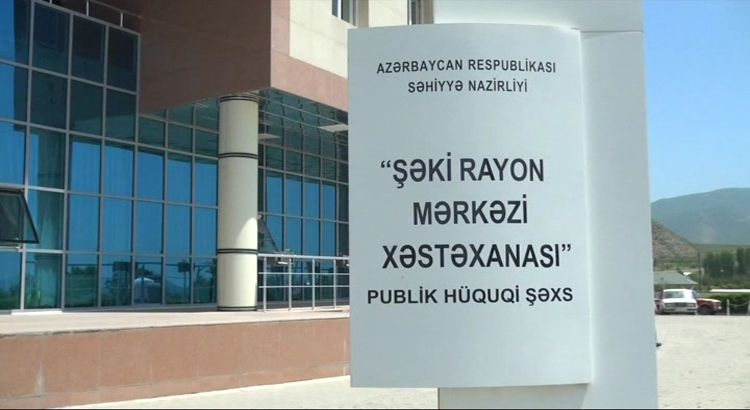 AZƏRBAYCAN RESPUBLİKASI
SƏHİYYƏ NAZİRLİYİ
“ŞƏKİ RAYON
MƏRKƏZİ
XƏSTƏXANASI”
PUBLİK HÜQUQİ ŞƏXS